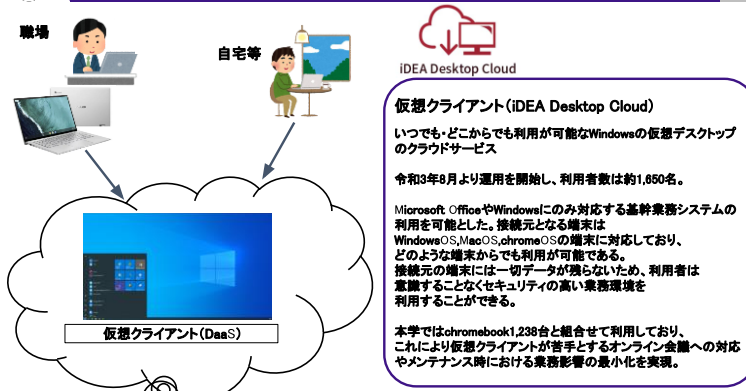 職場
自宅等
iDEA Desktop Cloud
仮想クライアント(iDEA Desktop Cloud)
いつでも・どこからでも利用が可能なWindowsの仮想デスクトップ
のクラウドサービス
令和3年8月より運用を開始し、利用者数は約1,650名。
Microsoft OfficeやWindowsにのみ対応する基幹業務システムの
利用を可能とした。接続元となる端末は
WindowsOS,MacOS,chromeOSの端末に対応しており、
どのような端末からでも利用が可能である。
接続元の端末には一切データが残らないため、利用者は
意識することなくセキュリティの高い業務環境を
利用することができる。
本学ではchromebook1,238台と組合せて利用しており、
これにより仮想クライアントが苦手とするオンライン会議への対応
やメンテナンス時における業務影響の最小化を実現。
仮想クライアント(DaaS)